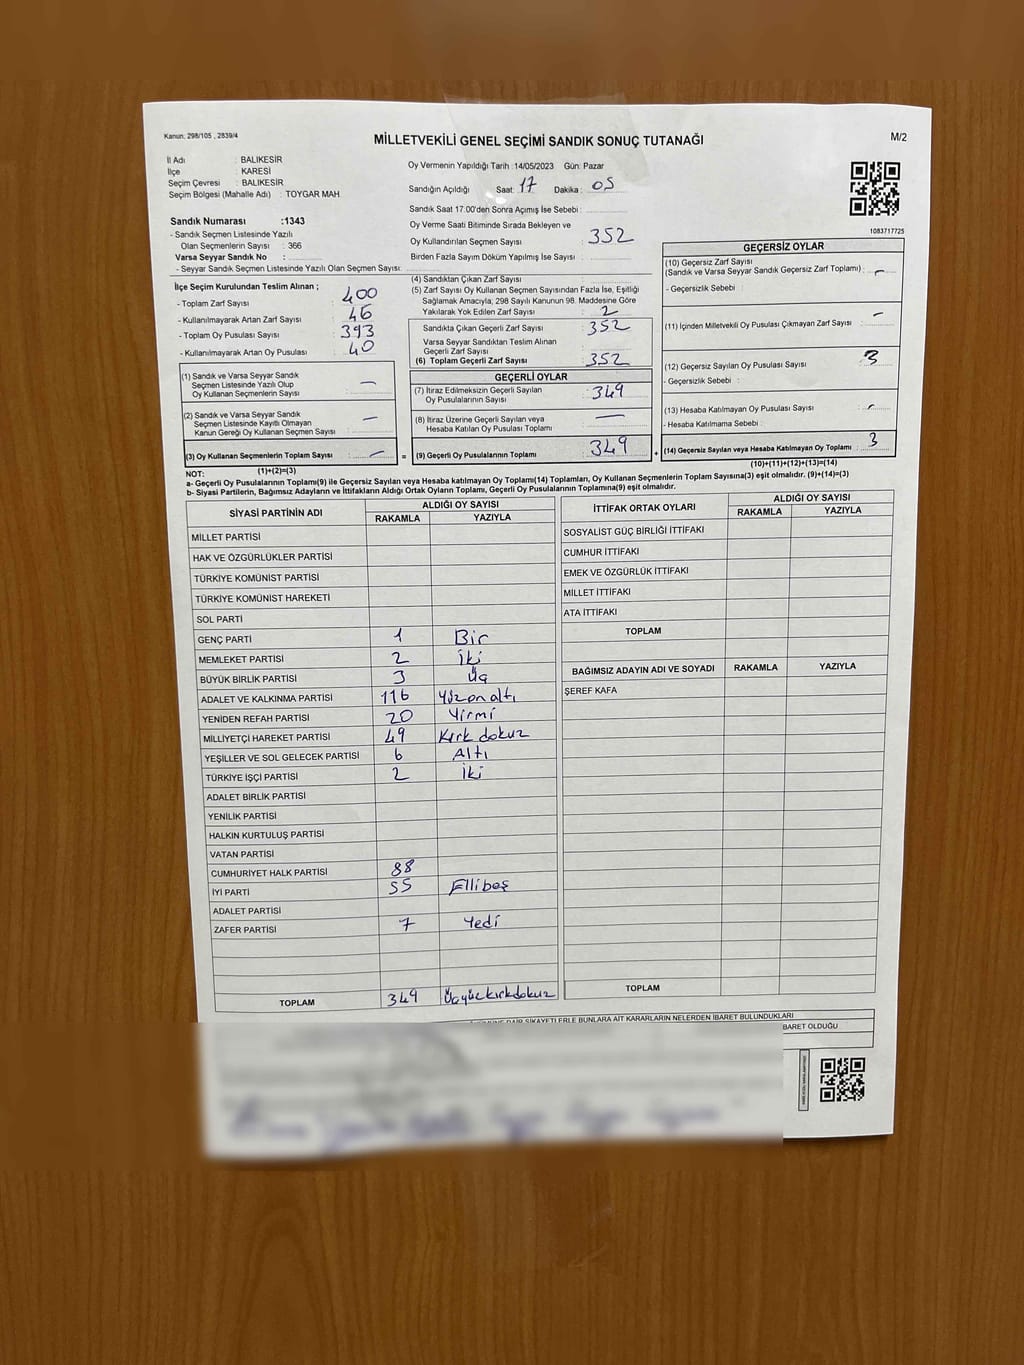 Kanun; 298/105 , 2839/4
MİLLETVEKİLİ GENEL SEÇİMİ SANDIK SONUÇ TUTANAĞI
M/2
İl Adı : BALIKESİR
İlçe : KARESİ
Seçim Çevresi : BALIKESİR
Seçim Bölgesi (Mahalle Adı) : TOYGAR MAH.
Oy Vermenin Yapıldığı Tarih :14/05/2023 Gün: Pazar
Sandığın Açıldığı Saat: 17 Dakika : 05
Sandık Saat 17:00'den Sonra Açımış İse Sebebi :
Sandık Numarası :1343
- Sandık Seçmen Listesinde Yazılı
Olan Seçmenlerin Sayısı : 366
Varsa Seyyar Sandık No :
- Seyyar Sandık Seçmen Listesinde Yazılı Olan Seçmen Sayısı:
Oy Verme Saati Bitiminde Sırada Bekleyen ve
Oy Kullandırılan Seçmen Sayısı : 352
Birden Fazla Sayım Döküm Yapılmış İse Sayısı :
1083717725
İlçe Seçim Kurulundan Teslim Alınan ;
- Toplam Zarf Sayısı : 400
- Kullanılmayarak Artan Zarf Sayısı : 46
- Toplam Oy Pusulası Sayısı : 393
- Kullanılmayarak Artan Oy Pusulası : 40
(1) Sandık ve Varsa Seyyar Sandık
Seçmen Listesinde Yazılı Olup
Oy Kullanan Seçmen Sayısı : —
(2) Sandık ve Varsa Seyyar Sandık
Seçmen Listesinde Kayıtlı Olmayan
Kanun Gereği Oy Kullanan Seçmen Sayısı : —
(3) Oy Kullanan Seçmenlerin Toplam Sayısı : —
(1)+(2)=(3)
(4) Sandıktan Çıkan Zarf Sayısı :
(5) Zarf Sayısı Oy Kullanan Seçmen Sayısından Fazla İse, Eşitliği
Sağlamak Amacıyla; 298 Sayılı Kanunun 98. Maddesine Göre
Yakılarak Yok Edilen Zarf Sayısı : 2
Sandıkta Çıkan Geçerli Zarf Sayısı : 352
Varsa Seyyar Sandıktan Teslim Alınan
Geçerli Zarf Sayısı :
(6) Toplam Geçerli Zarf Sayısı : 352
GEÇERLİ OYLAR
(7) İtiraz Edilmeksizin Geçerli Sayılan
Oy Pusulalarının Sayısı : 349
(8) İtiraz Üzerine Geçerli Sayılan veya
Hesaba Katılan Oy Pusulası Toplamı : —
= (9) Geçerli Oy Pusulalarının Toplamı : 349 +
GEÇERSİZ OYLAR
(10) Geçersiz Zarf Sayısı
(Sandık ve Varsa Seyyar Sandık Geçersiz Zarf Toplamı) : —
- Geçersizlik Sebebi :
(11) İçinden Milletvekili Oy Pusulası Çıkmayan Zarf Sayısı : —
(12) Geçersiz Sayılan Oy Pusulası Sayısı : 3
- Geçersizlik Sebebi :
(13) Hesaba Katılmayan Oy Pusulası Sayısı : —
- Hesaba Katılmama Sebebi :
(14) Geçersiz Sayılan veya Hesaba Katılmayan Oy Toplamı : 3
(10)+(11)+(12)+(13)=(14)
NOT:
a- Geçerli Oy Pusulalarının Toplamı(9) ile Geçersiz Sayılan veya Hesaba katılmayan Oy Toplamı(14) Toplamları, Oy Kullanan Seçmenlerin Toplam Sayısına(3) eşit olmalıdır. (9)+(14)=(3)
b- Siyasi Partilerin, Bağımsız Adayların ve İttifakların Aldığı Ortak Oyların Toplamı, Geçerli Oy Pusulalarının Toplamına(9) eşit olmalıdır.
SİYASİ PARTİNİN ADI ALDIĞI OY SAYISI
RAKAMLA YAZIYLA
MİLLET PARTİSİ
HAK VE ÖZGÜRLÜKLER PARTİSİ
TÜRKİYE KOMÜNİST PARTİSİ
TÜRKİYE KOMÜNİST HAREKETİ
SOL PARTİ
GENÇ PARTİ 1 Bir
MEMLEKET PARTİSİ 2 İki
BÜYÜK BİRLİK PARTİSİ 3 Üç
ADALET VE KALKINMA PARTİSİ 116 Yüzonaltı
YENİDEN REFAH PARTİSİ 20 Yirmi
MİLLİYETÇİ HAREKET PARTİSİ 49 Kırk dokuz
YEŞİLLER VE SOL GELECEK PARTİSİ 6 Altı
TÜRKİYE İŞÇİ PARTİSİ 2 İki
ADALET BİRLİK PARTİSİ
YENİLİK PARTİSİ
HALKIN KURTULUŞ PARTİSİ
VATAN PARTİSİ
CUMHURİYET HALK PARTİSİ 88
İYİ PARTİ 55 Ellibeş
ADALET PARTİSİ
ZAFER PARTİSİ 7 Yedi
TOPLAM 349 Üçyüzkırkdokuz
İTTİFAK ORTAK OYLARI ALDIĞI OY SAYISI
RAKAMLA YAZIYLA
SOSYALİST GÜÇ BİRLİĞİ İTTİFAKI
CUMHUR İTTİFAKI
EMEK VE ÖZGÜRLÜK İTTİFAKI
MİLLET İTTİFAKI
ATA İTTİFAKI
TOPLAM
BAĞIMSIZ ADAYIN ADI VE SOYADI RAKAMLA YAZIYLA
ŞEREF KAFA
TOPLAM
DAİR ŞİKAYETLERLE BUNLARA AİT KARARLARIN NELERDEN İBARET BULUNDUKLARI
İBARET OLDUĞU